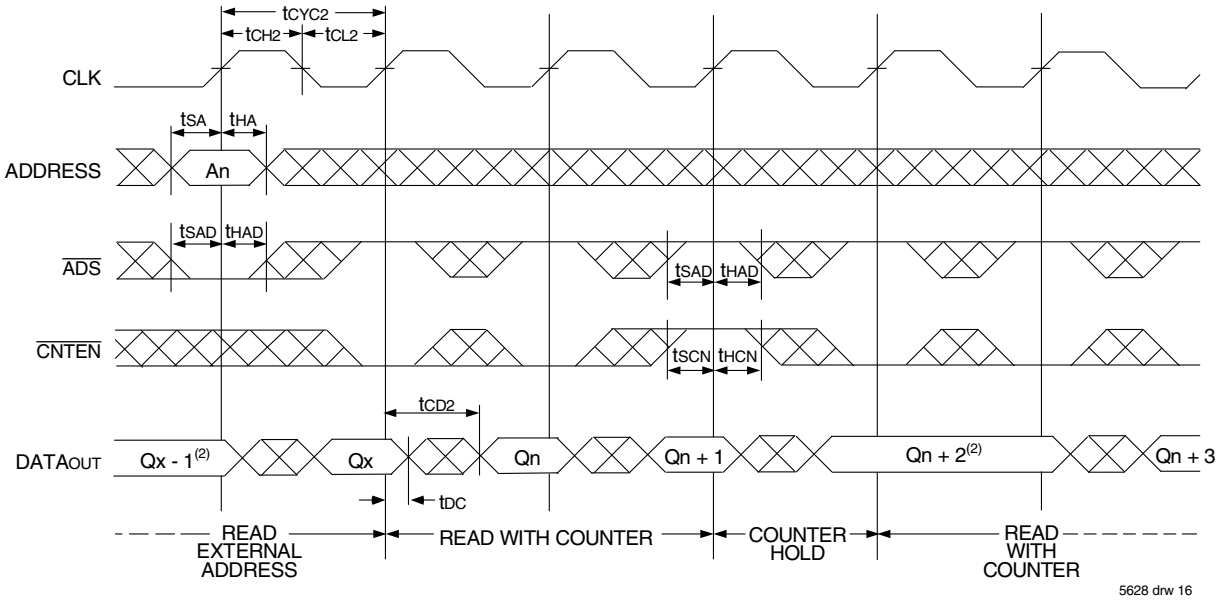 tCYC2
tCH2 tCL2
CLK
tSA tHA
ADDRESS An
tSAD tHAD
ADS
tSAD tHAD
CNTEN
tSCN tHCN
tCD2
DATAOUT Qx - 1(2) Qx Qn Qn + 1 Qn + 2(2) Qn + 3
tDC
READ EXTERNAL ADDRESS
READ WITH COUNTER
COUNTER HOLD
READ WITH COUNTER
5628 drw 16